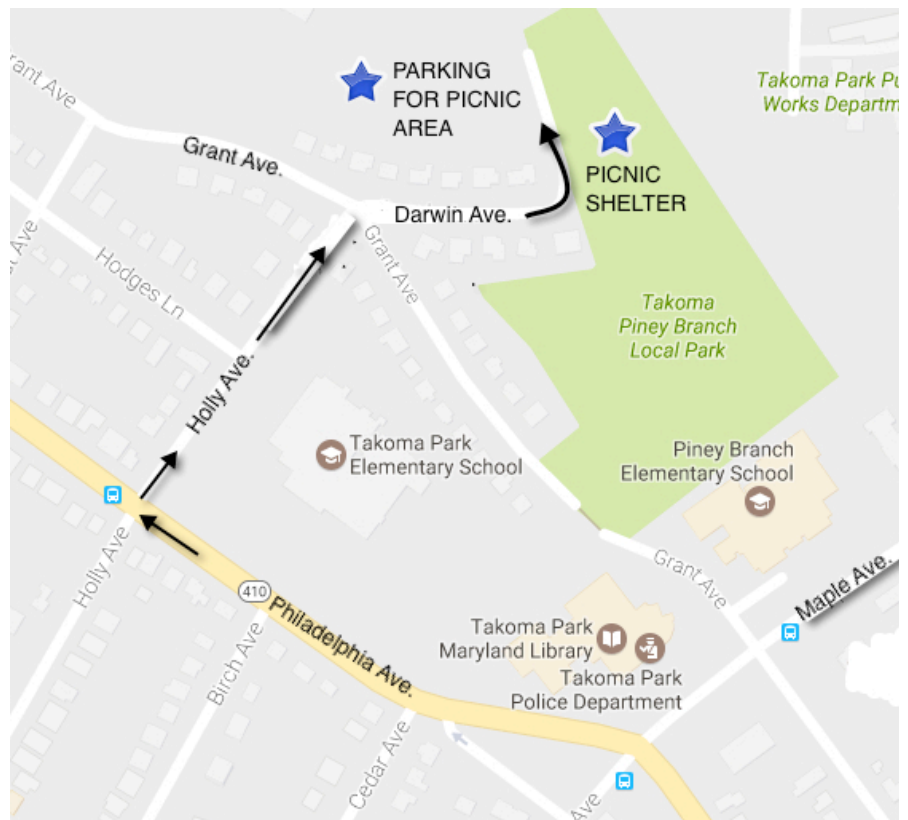 rant Ave
PARKING
FOR PICNIC
AREA
Takoma Park Pu
Works Departm
Grant Ave.
PICNIC
SHELTER
Darwin Ave.
st Ave
Hodges Ln
Grant Ave
Takoma
Piney Branch
Local Park
Holly Ave.
Takoma Park
Elementary School
Piney Branch
Elementary School
Holly Ave
410
Philadelphia Ave.
Grant Ave
Maple Ave.
Birch Ave
Takoma Park
Maryland Library
Takoma Park
Police Department
Cedar Ave
Ave